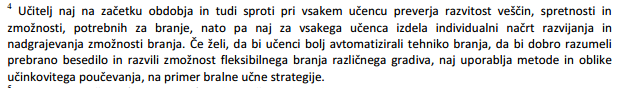 ⁴ Učitelj naj na začetku obdobja in tudi sproti pri vsakem učencu preverja razvitost veščin, spretnosti in
zmožnosti, potrebnih za branje, nato pa naj za vsakega učenca izdela individualni načrt razvijanja in
nadgrajevanja zmožnosti branja. Če želi, da bi učenci bolj avtomatizirali tehniko branja, da bi dobro razumeli
prebrano besedilo in razvili zmožnost fleksibilnega branja različnega gradiva, naj uporablja metode in oblike
učinkovitega poučevanja, na primer bralne učne strategije.